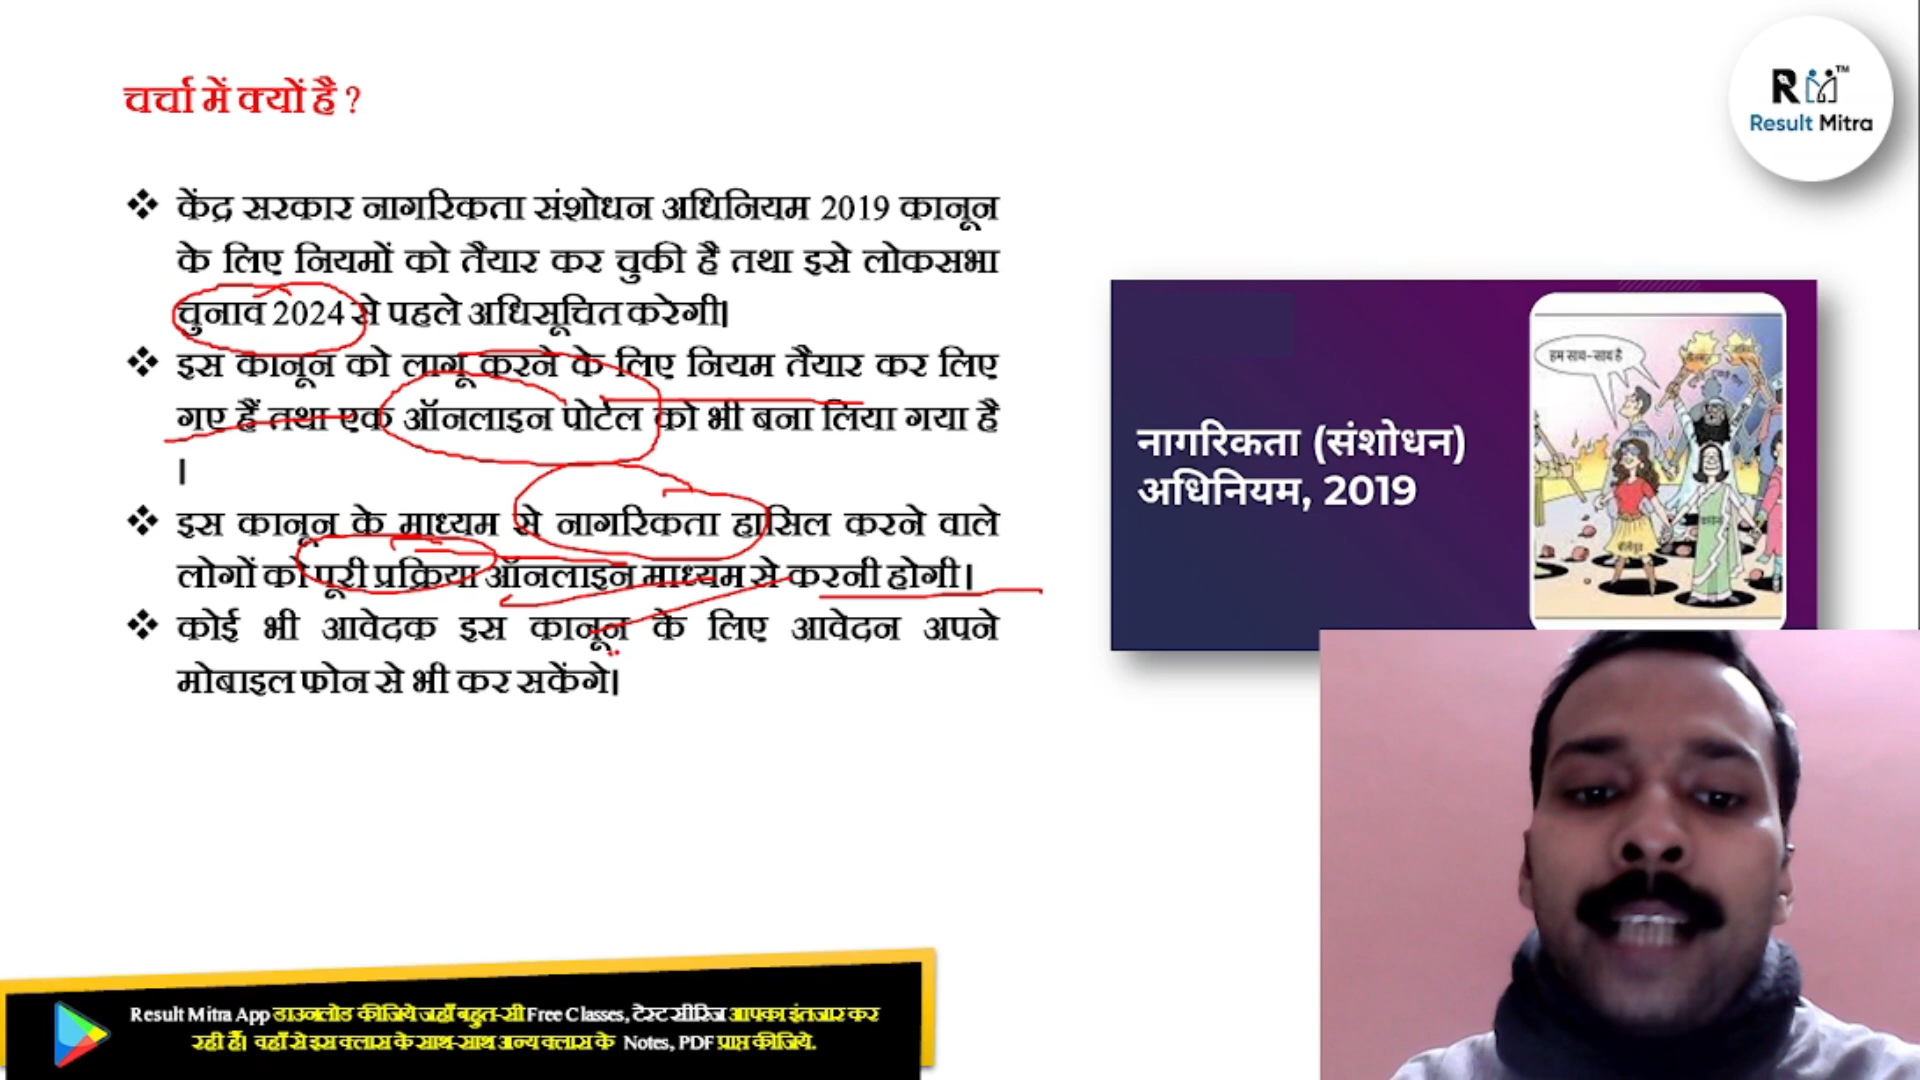 चर्चा में क्यों है ?
RM™
Result Mitra
❖ केंद्र सरकार नागरिकता संशोधन अधिनियम 2019 कानून
के लिए नियमों को तैयार कर चुकी है तथा इसे लोकसभा
चुनाव 2024 से पहले अधिसूचित करेगी।
❖ इस कानून को लागू करने के लिए नियम तैयार कर लिए
गए हैं तथा एक ऑनलाइन पोर्टल को भी बना लिया गया है
।
❖ इस कानून के माध्यम से नागरिकता हासिल करने वाले
लोगों को पूरी प्रक्रिया ऑनलाइन माध्यम से करनी होगी।
❖ कोई भी आवेदक इस कानून के लिए आवेदन अपने
मोबाइल फोन से भी कर सकेंगे।
हम साथ-साथ है
नागरिकता (संशोधन)
अधिनियम, 2019
Result Mitra App डाउनलोड कीजिये जहाँ बहुत-सी Free Classes, टेस्ट सीरिज आपका इंतजार कर
रही हैं। वहाँ से इस क्लास के साथ-साथ अन्य क्लास के Notes, PDF प्राप्त कीजिये.